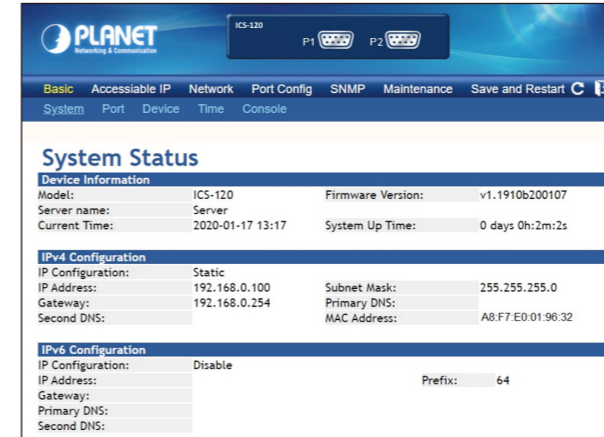 PLANET
Networking & Communication
ICS-120
P1 P2
Basic Accessiable IP Network Port Config SNMP Maintenance Save and Restart
System Port Device Time Console
System Status
Device Information
Model: ICS-120 Firmware Version: v1.1910b200107
Server name: Server
Current Time: 2020-01-17 13:17 System Up Time: 0 days 0h:2m:2s
IPv4 Configuration
IP Configuration: Static
IP Address: 192.168.0.100 Subnet Mask: 255.255.255.0
Gateway: 192.168.0.254 Primary DNS:
Second DNS: MAC Address: A8:F7:E0:01:96:32
IPv6 Configuration
IP Configuration: Disable
IP Address: Prefix: 64
Gateway:
Primary DNS:
Second DNS: